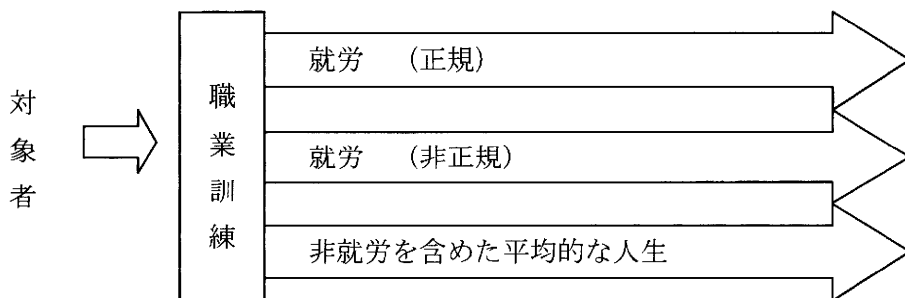 対象者
職業訓練
就労　（正規）
就労　（非正規）
非就労を含めた平均的な人生